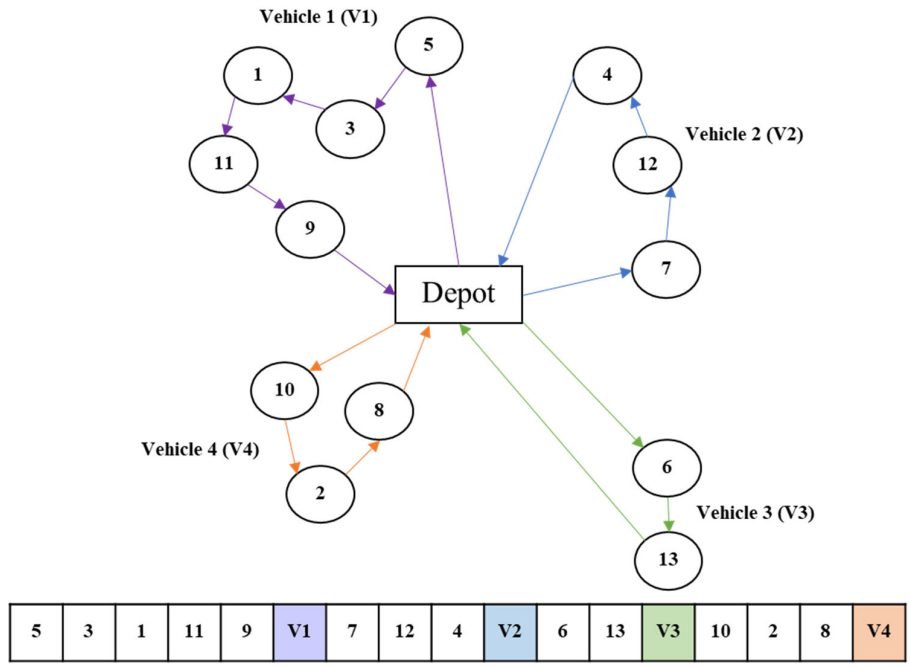 Vehicle 1 (V1)
5
1
4
3
Vehicle 2 (V2)
11
12
9
7
Depot
10
8
Vehicle 4 (V4)
6
2
Vehicle 3 (V3)
13
5 3 1 11 9 V1 7 12 4 V2 6 13 V3 10 2 8 V4